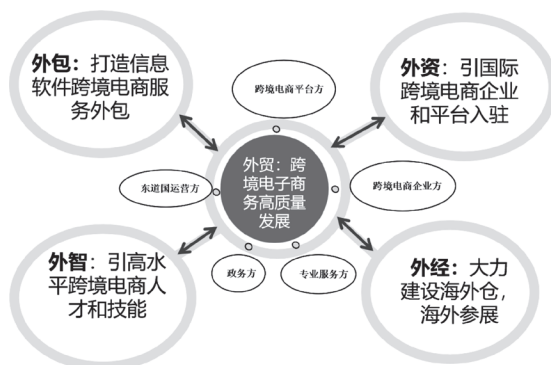 外包：打造信息
软件跨境电商服
务外包
外资：引国际
跨境电商企业
和平台入驻
跨境电商平台方
外贸：跨
境电子商
务高质量
发展
东道国运营方
跨境电商企业方
外智：引高水
平跨境电商人
才和技能
政务方
专业服务方
外经：大力
建设海外仓，
海外参展